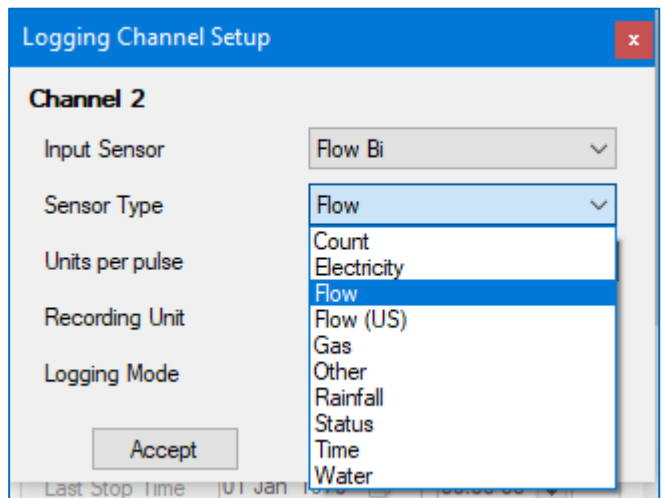 Logging Channel Setup x
Channel 2
Input Sensor Flow Bi
Sensor Type Flow
Count
Units per pulse Electricity
Flow
Recording Unit Flow (US)
Gas
Logging Mode Other
Rainfall
Status
Accept Time
Water
Last Stop Time 01 Jan